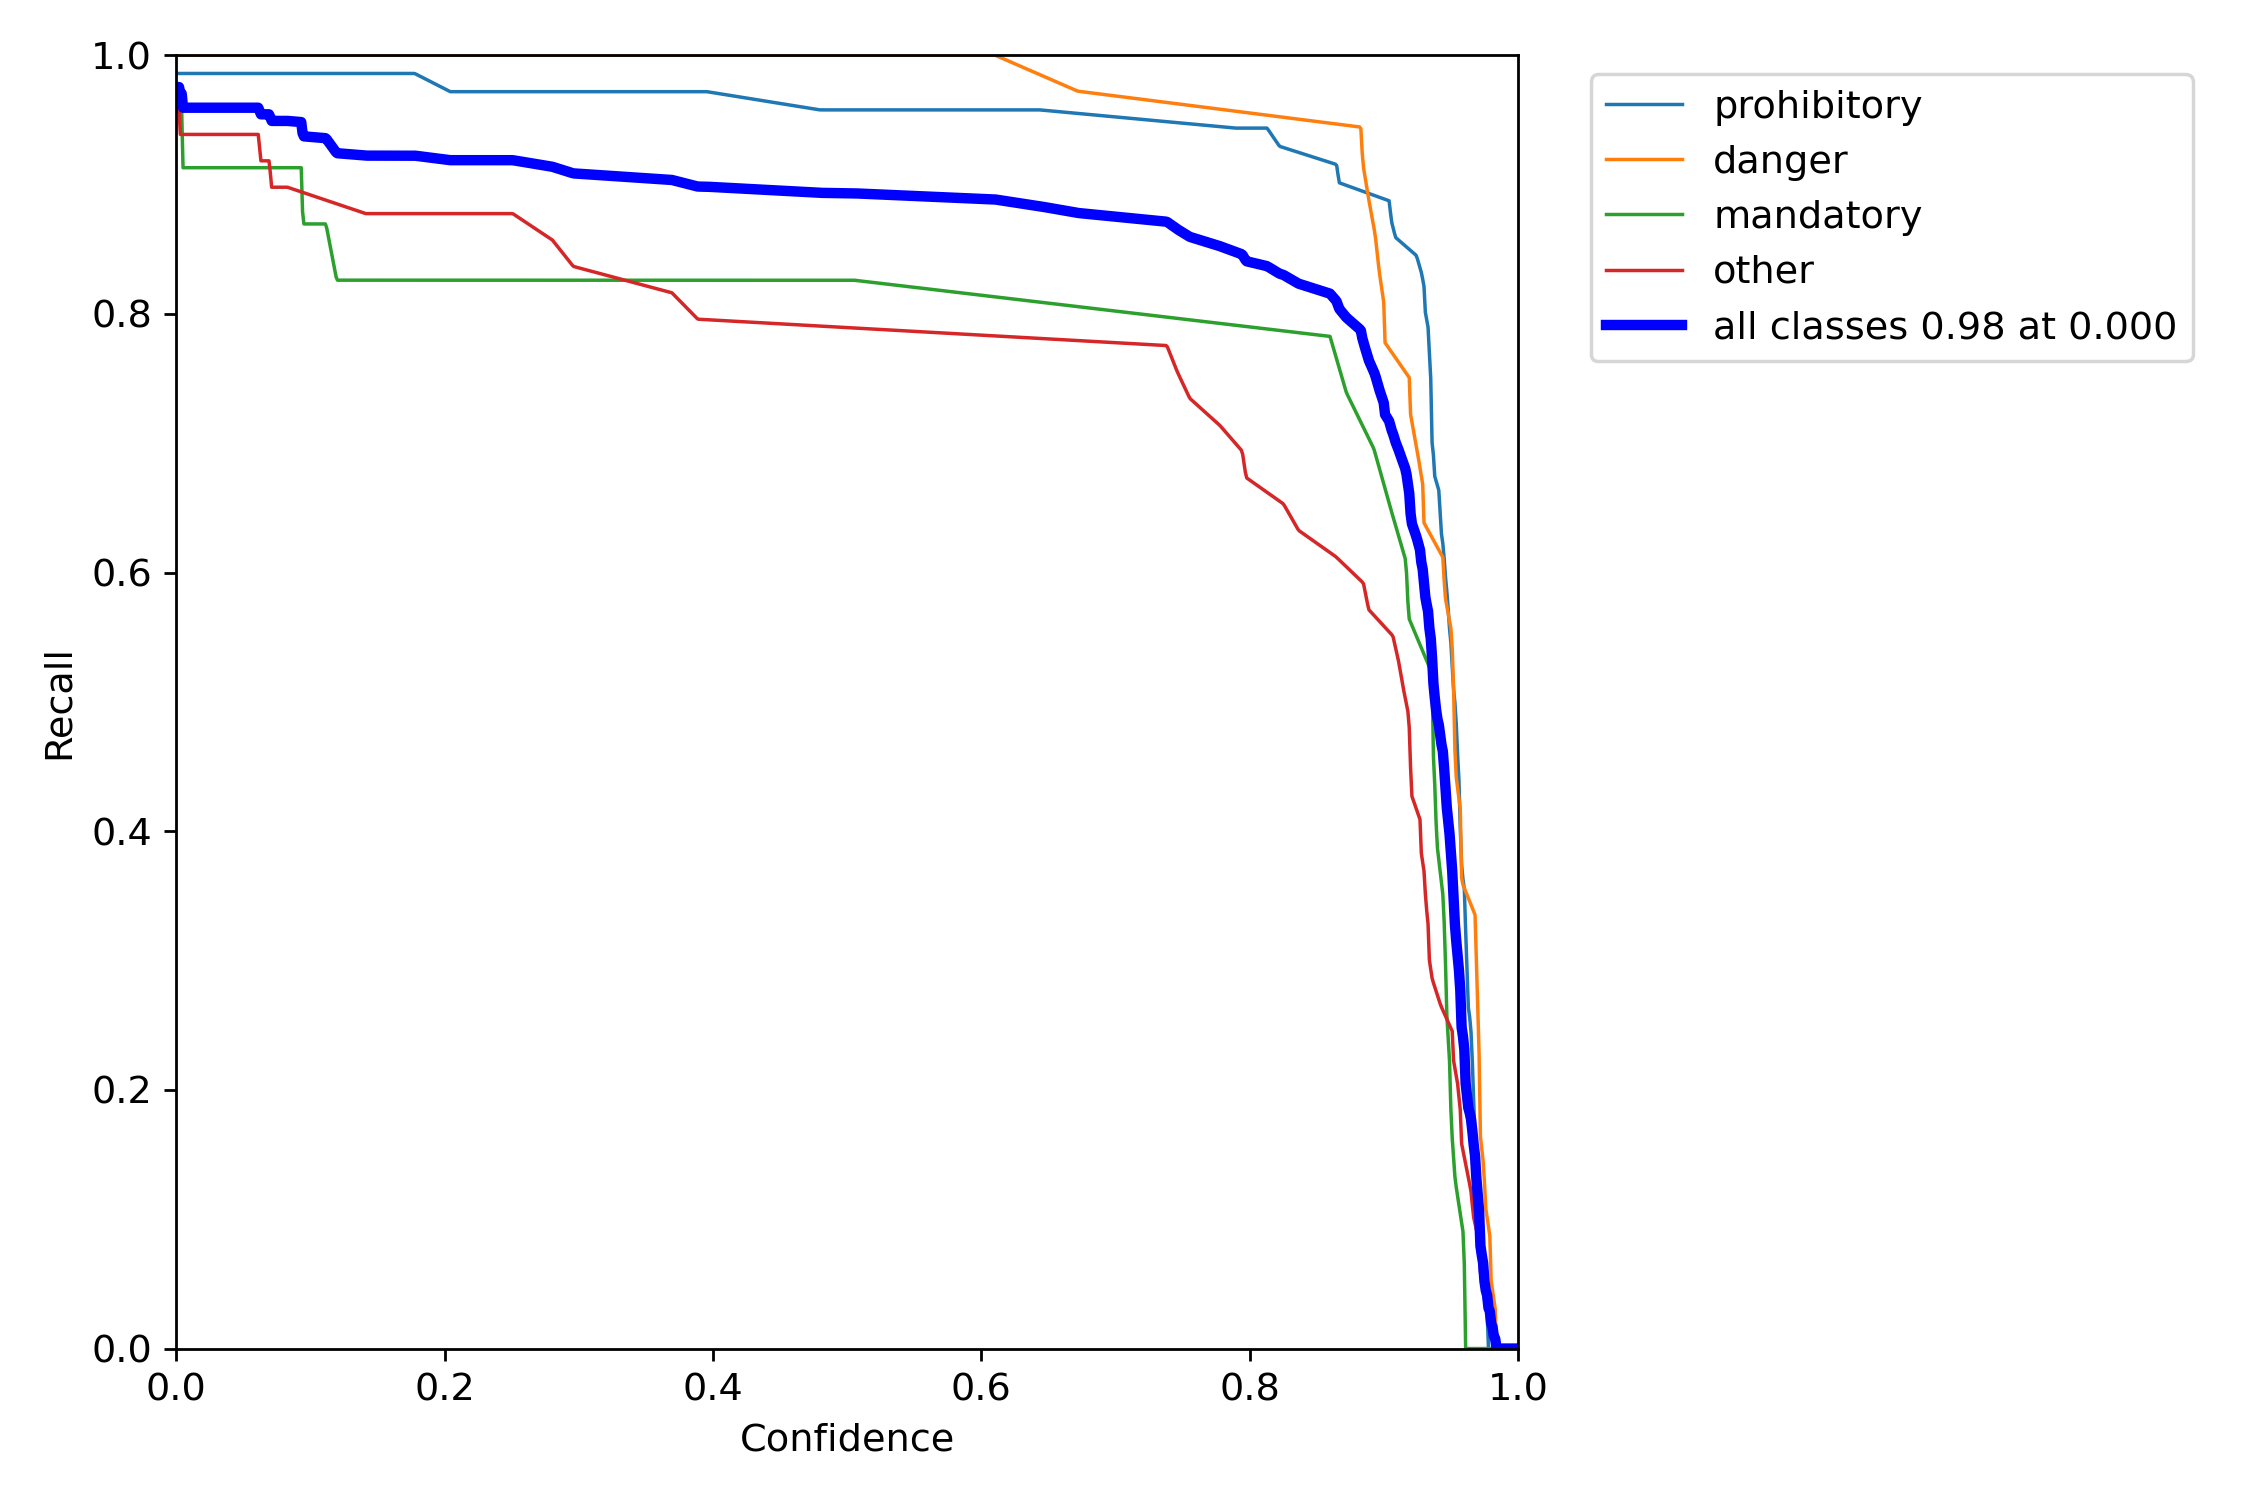 1.0
0.8
0.6
0.4
0.2
0.0
Recall
0.0 0.2 0.4 0.6 0.8 1.0
Confidence
prohibitory
danger
mandatory
other
all classes 0.98 at 0.000